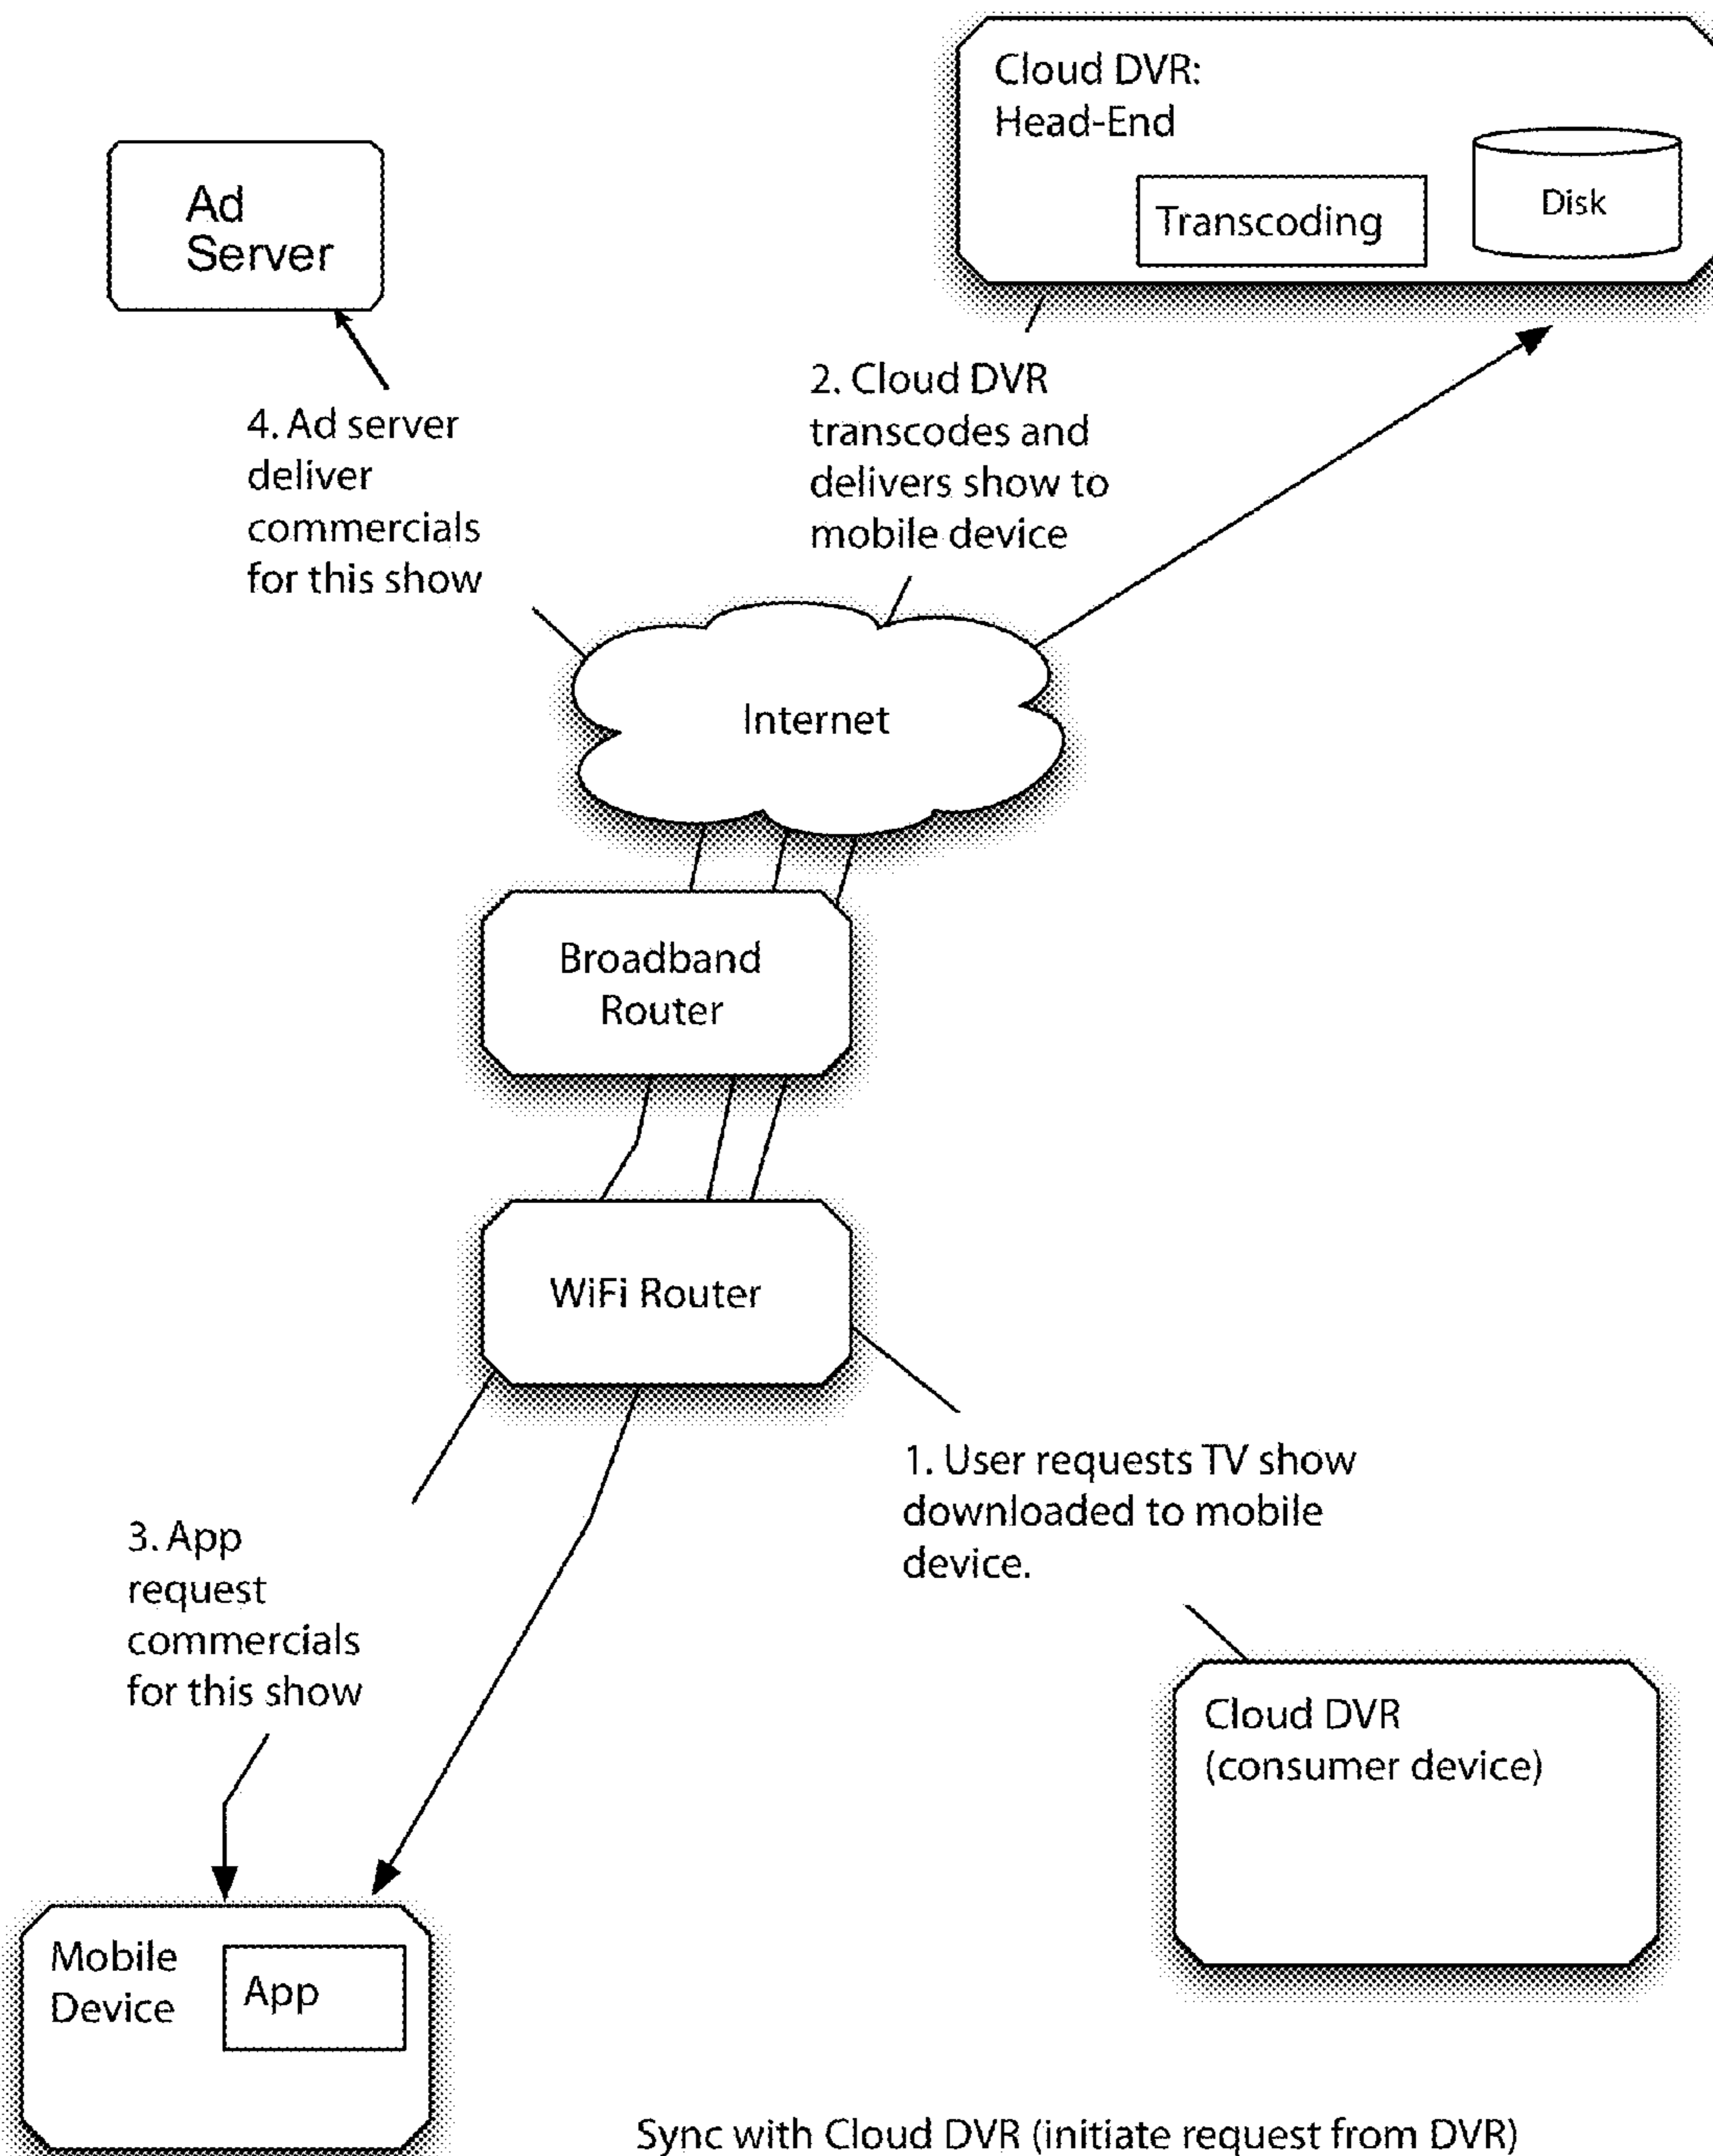 Cloud DVR:
Head-End
Transcoding
Disk
Ad
Server
2. Cloud DVR
transcodes and
delivers show to
mobile device
4. Ad server
deliver
commercials
for this show
Internet
Broadband
Router
WiFi Router
1. User requests TV show
downloaded to mobile
device.
3. App
request
commercials
for this show
Cloud DVR
(consumer device)
Mobile
Device
App
Sync with Cloud DVR (initiate request from DVR)